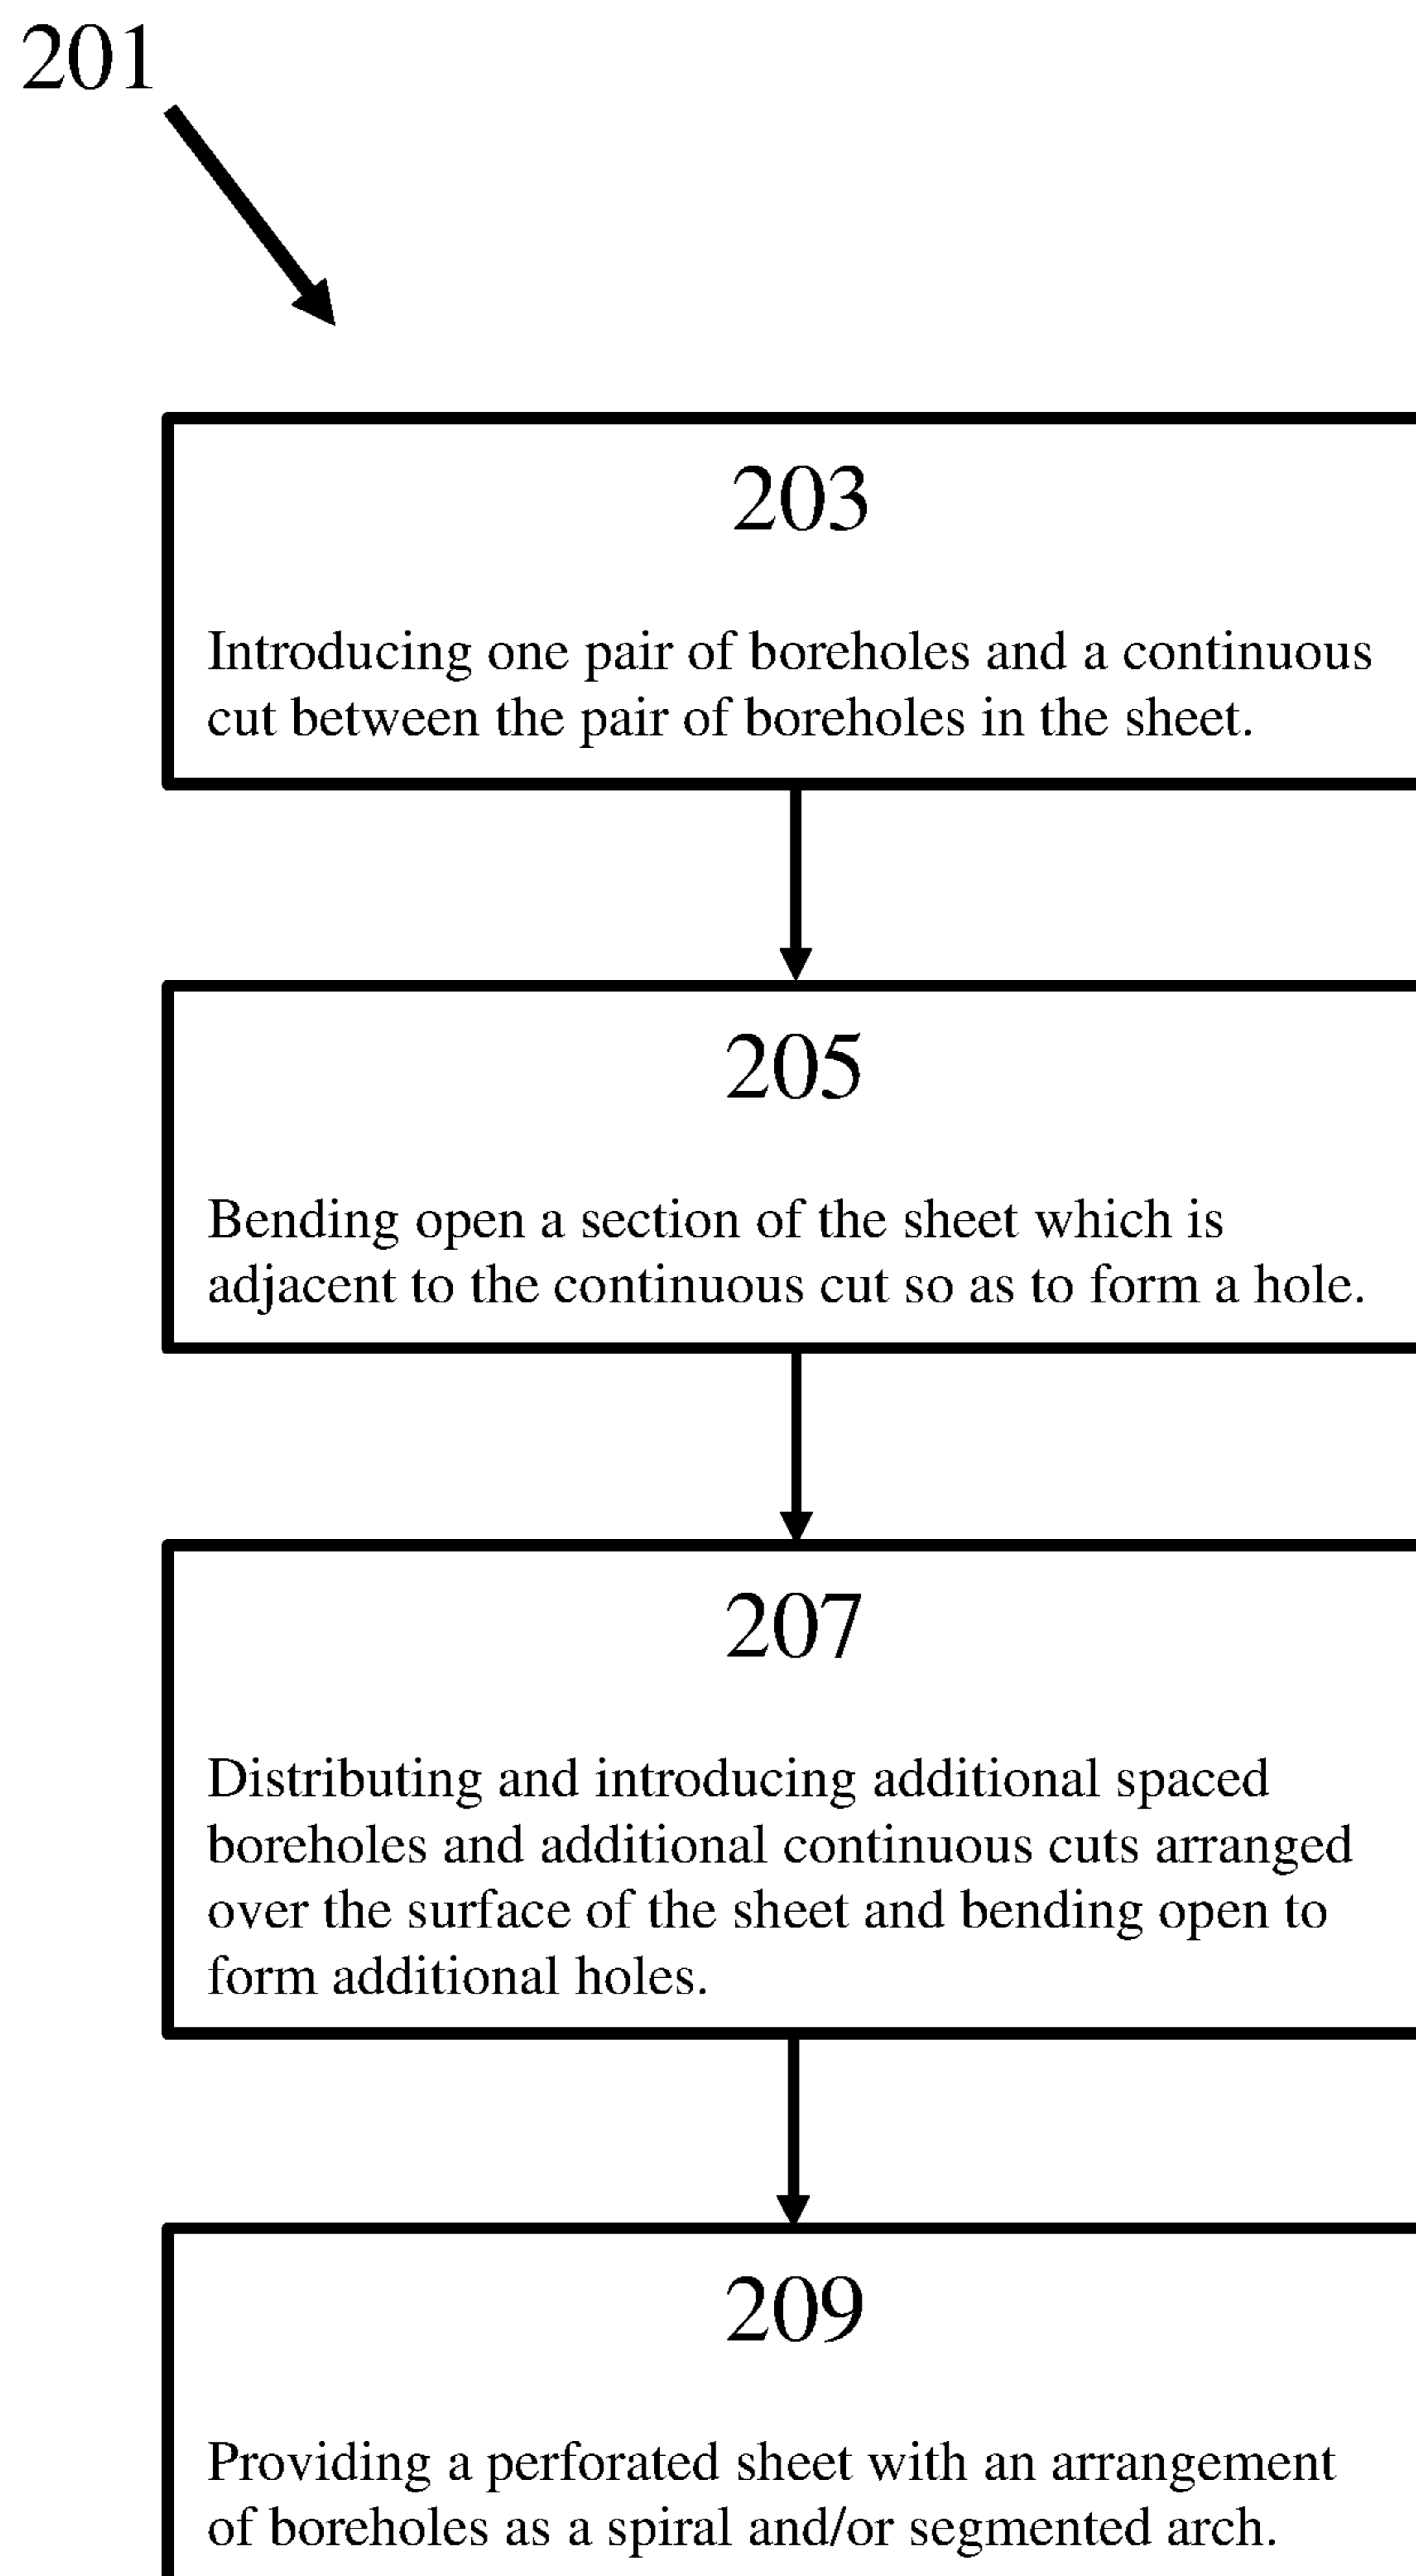 201
203
Introducing one pair of boreholes and a continuous
cut between the pair of boreholes in the sheet.
205
Bending open a section of the sheet which is
adjacent to the continuous cut so as to form a hole.
207
Distributing and introducing additional spaced
boreholes and additional continuous cuts arranged
over the surface of the sheet and bending open to
form additional holes.
209
Providing a perforated sheet with an arrangement
of boreholes as a spiral and/or segmented arch.